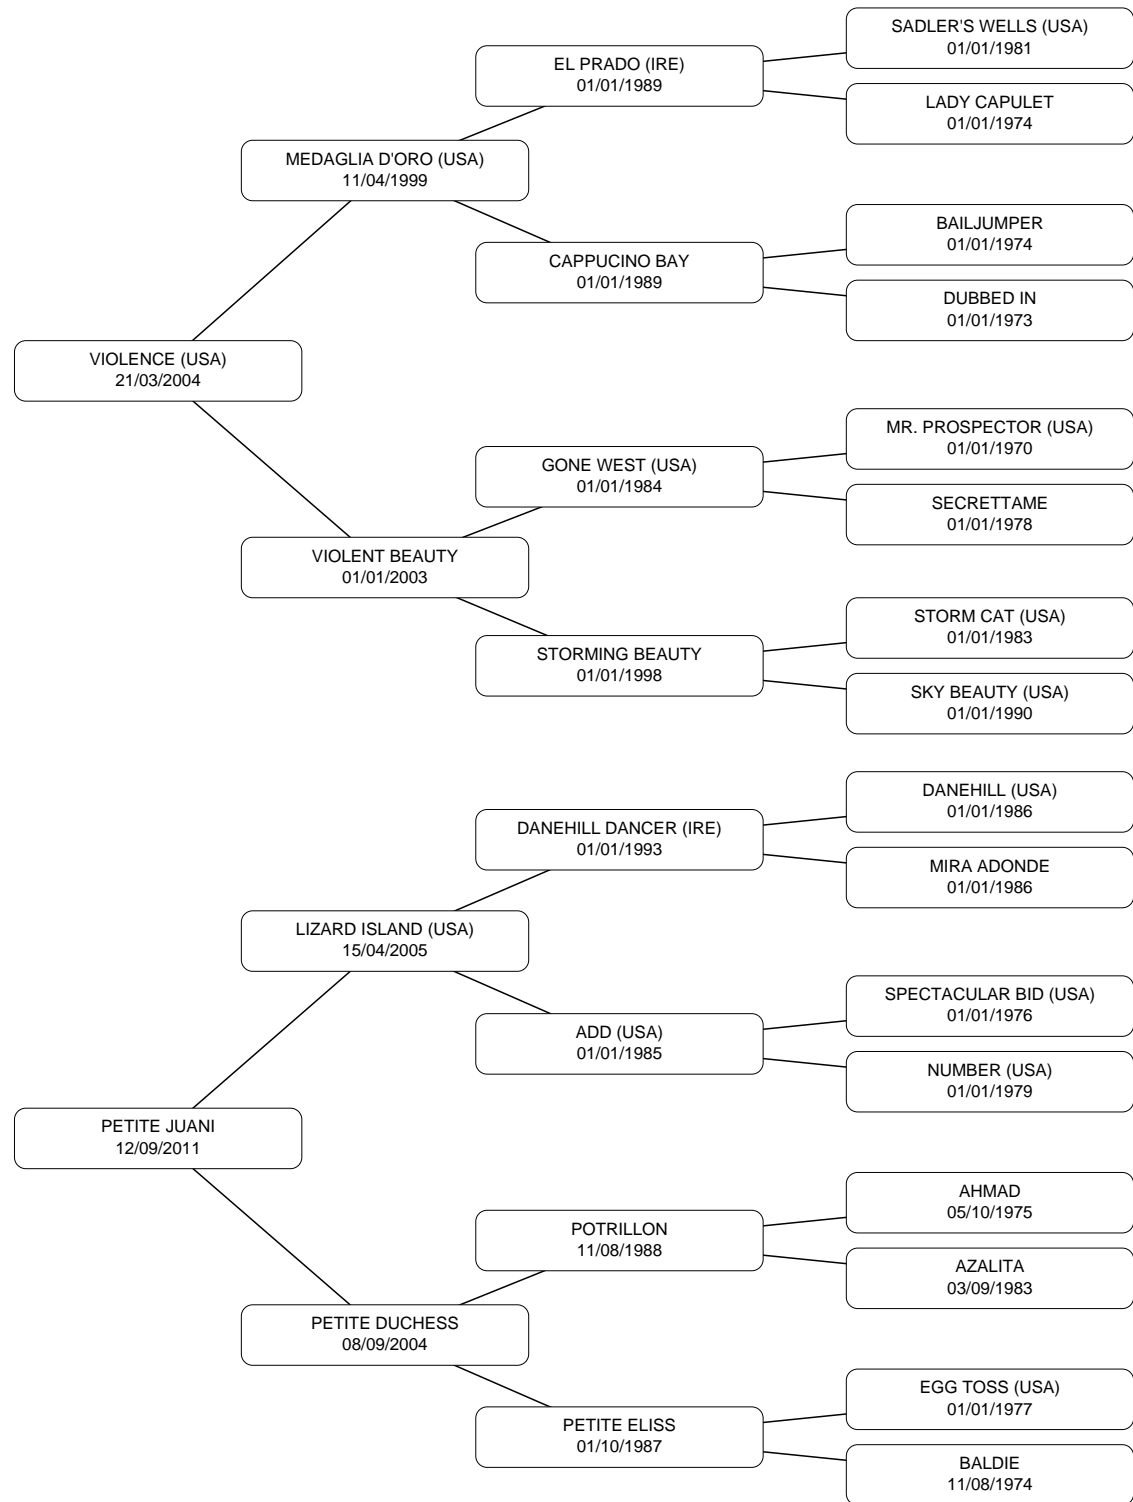 SADLER'S WELLS (USA)
01/01/1981
EL PRADO (IRE)
01/01/1989
LADY CAPULET
01/01/1974
MEDAGLIA D'ORO (USA)
11/04/1999
BAILJUMPER
01/01/1974
CAPPUCINO BAY
01/01/1989
DUBBED IN
01/01/1973
VIOLENCE (USA)
21/03/2004
MR. PROSPECTOR (USA)
01/01/1970
GONE WEST (USA)
01/01/1984
SECRETTAME
01/01/1978
VIOLENT BEAUTY
01/01/2003
STORM CAT (USA)
01/01/1983
STORMING BEAUTY
01/01/1998
SKY BEAUTY (USA)
01/01/1990
DANEHILL (USA)
01/01/1986
DANEHILL DANCER (IRE)
01/01/1993
MIRA ADONDE
01/01/1986
LIZARD ISLAND (USA)
15/04/2005
SPECTACULAR BID (USA)
01/01/1976
ADD (USA)
01/01/1985
NUMBER (USA)
01/01/1979
PETITE JUANI
12/09/2011
AHMAD
05/10/1975
POTRILLON
11/08/1988
AZALITA
03/09/1983
PETITE DUCHESS
08/09/2004
EGG TOSS (USA)
01/01/1977
PETITE ELISS
01/10/1987
BALDIE
11/08/1974